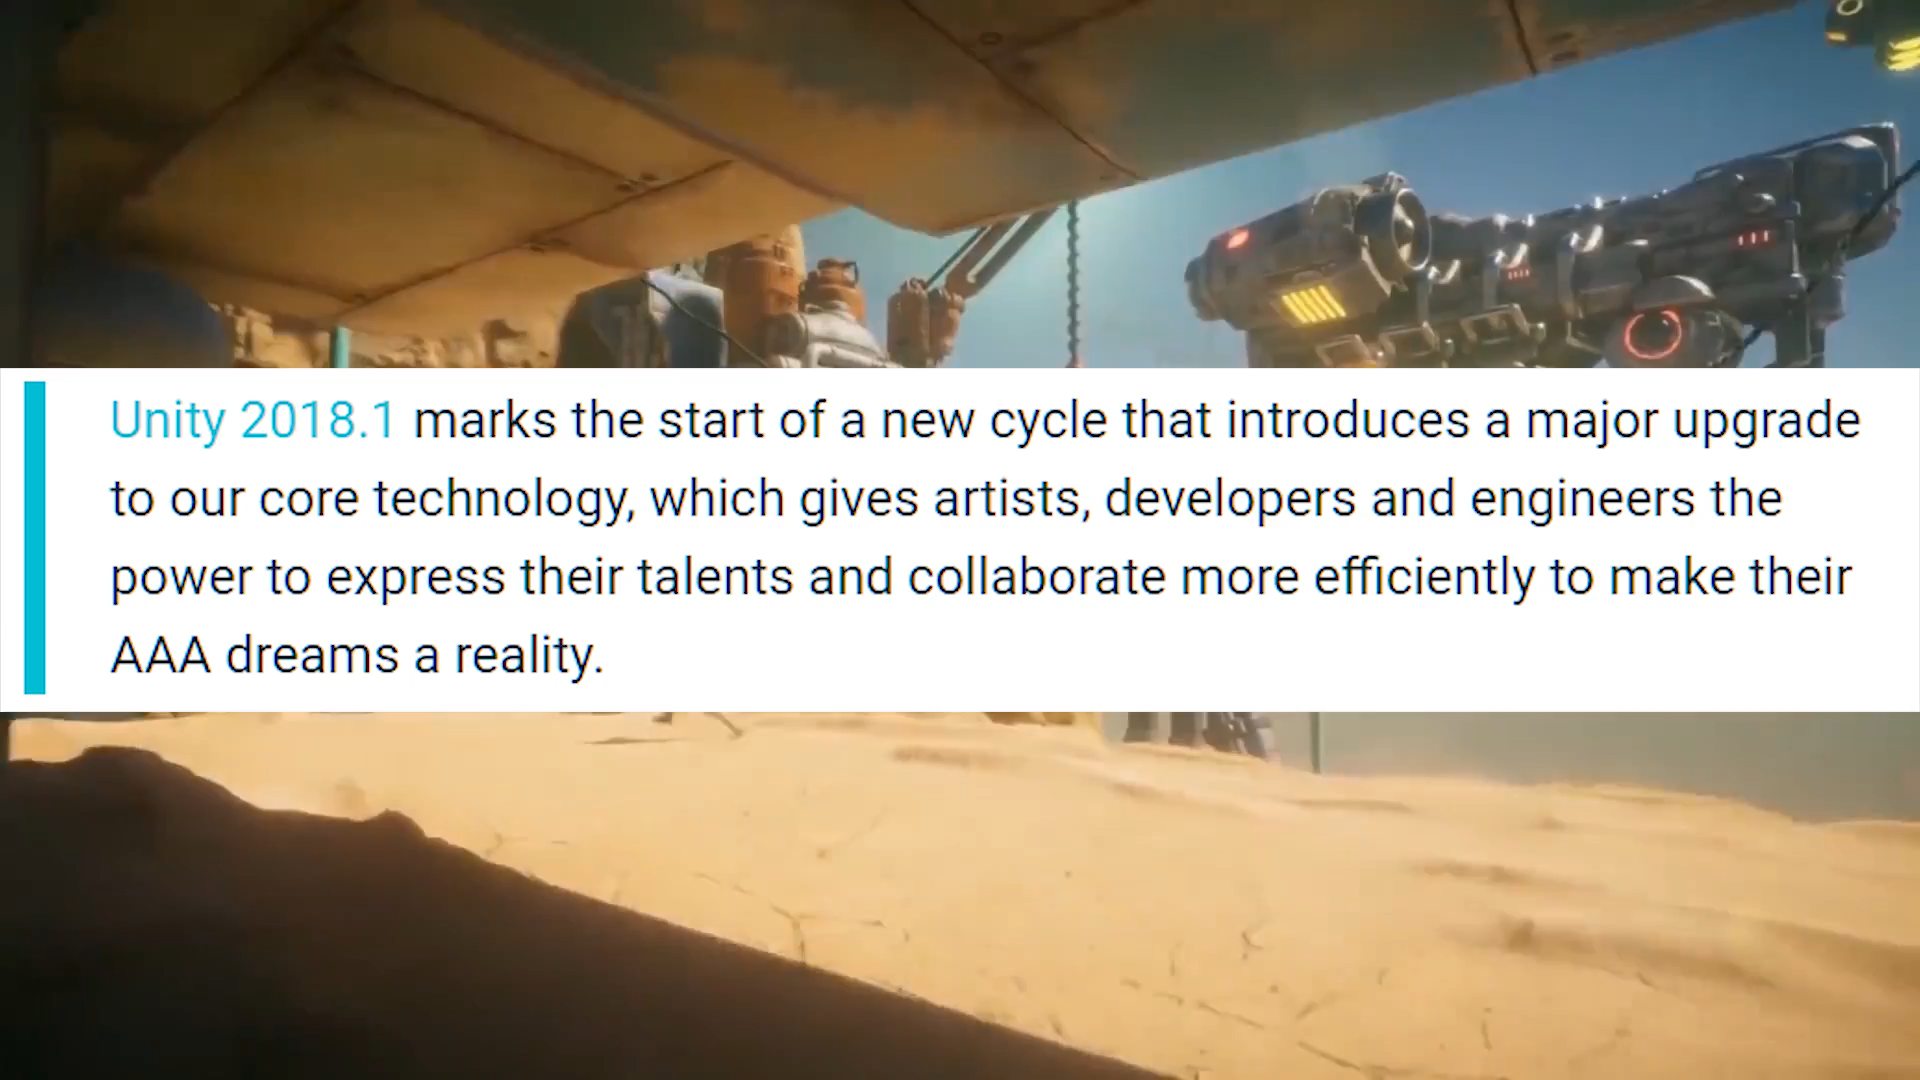 Unity 2018.1 marks the start of a new cycle that introduces a major upgrade
to our core technology, which gives artists, developers and engineers the
power to express their talents and collaborate more efficiently to make their
AAA dreams a reality.